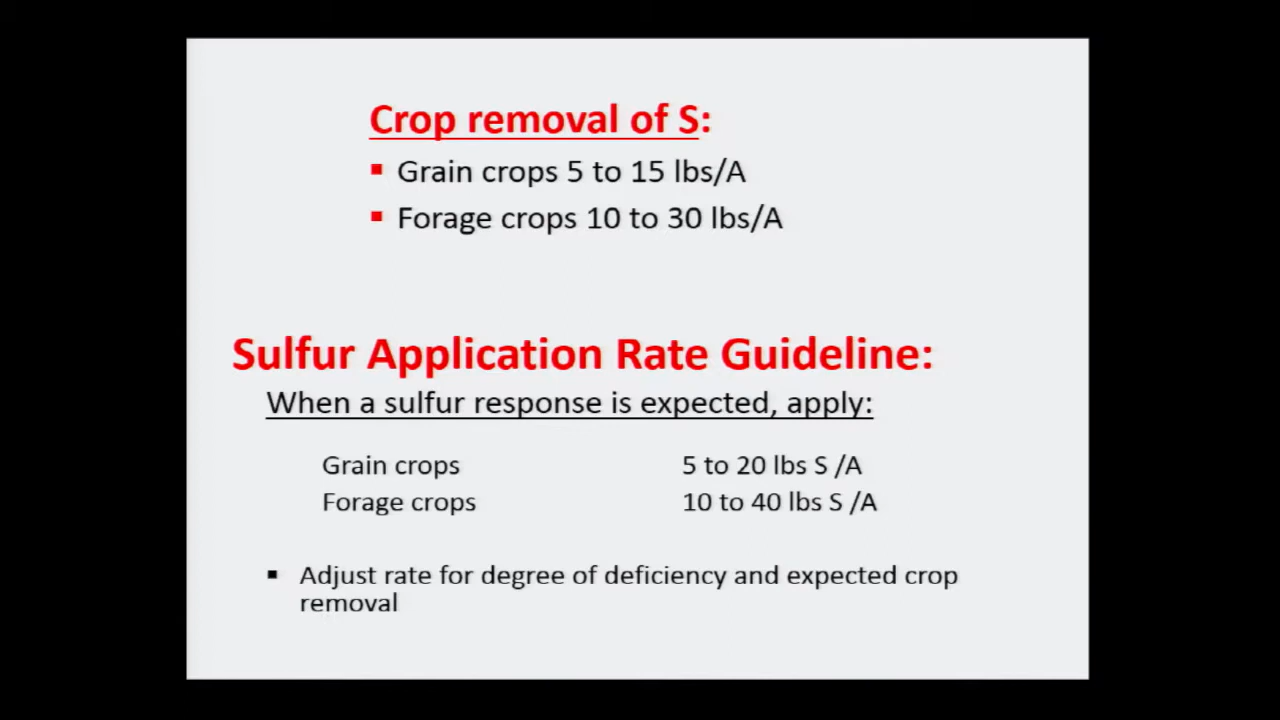 Crop removal of S:
▪ Grain crops 5 to 15 lbs/A
▪ Forage crops 10 to 30 lbs/A
Sulfur Application Rate Guideline:
When a sulfur response is expected, apply:
Grain crops 5 to 20 lbs S /A
Forage crops 10 to 40 lbs S /A
▪ Adjust rate for degree of deficiency and expected crop
removal